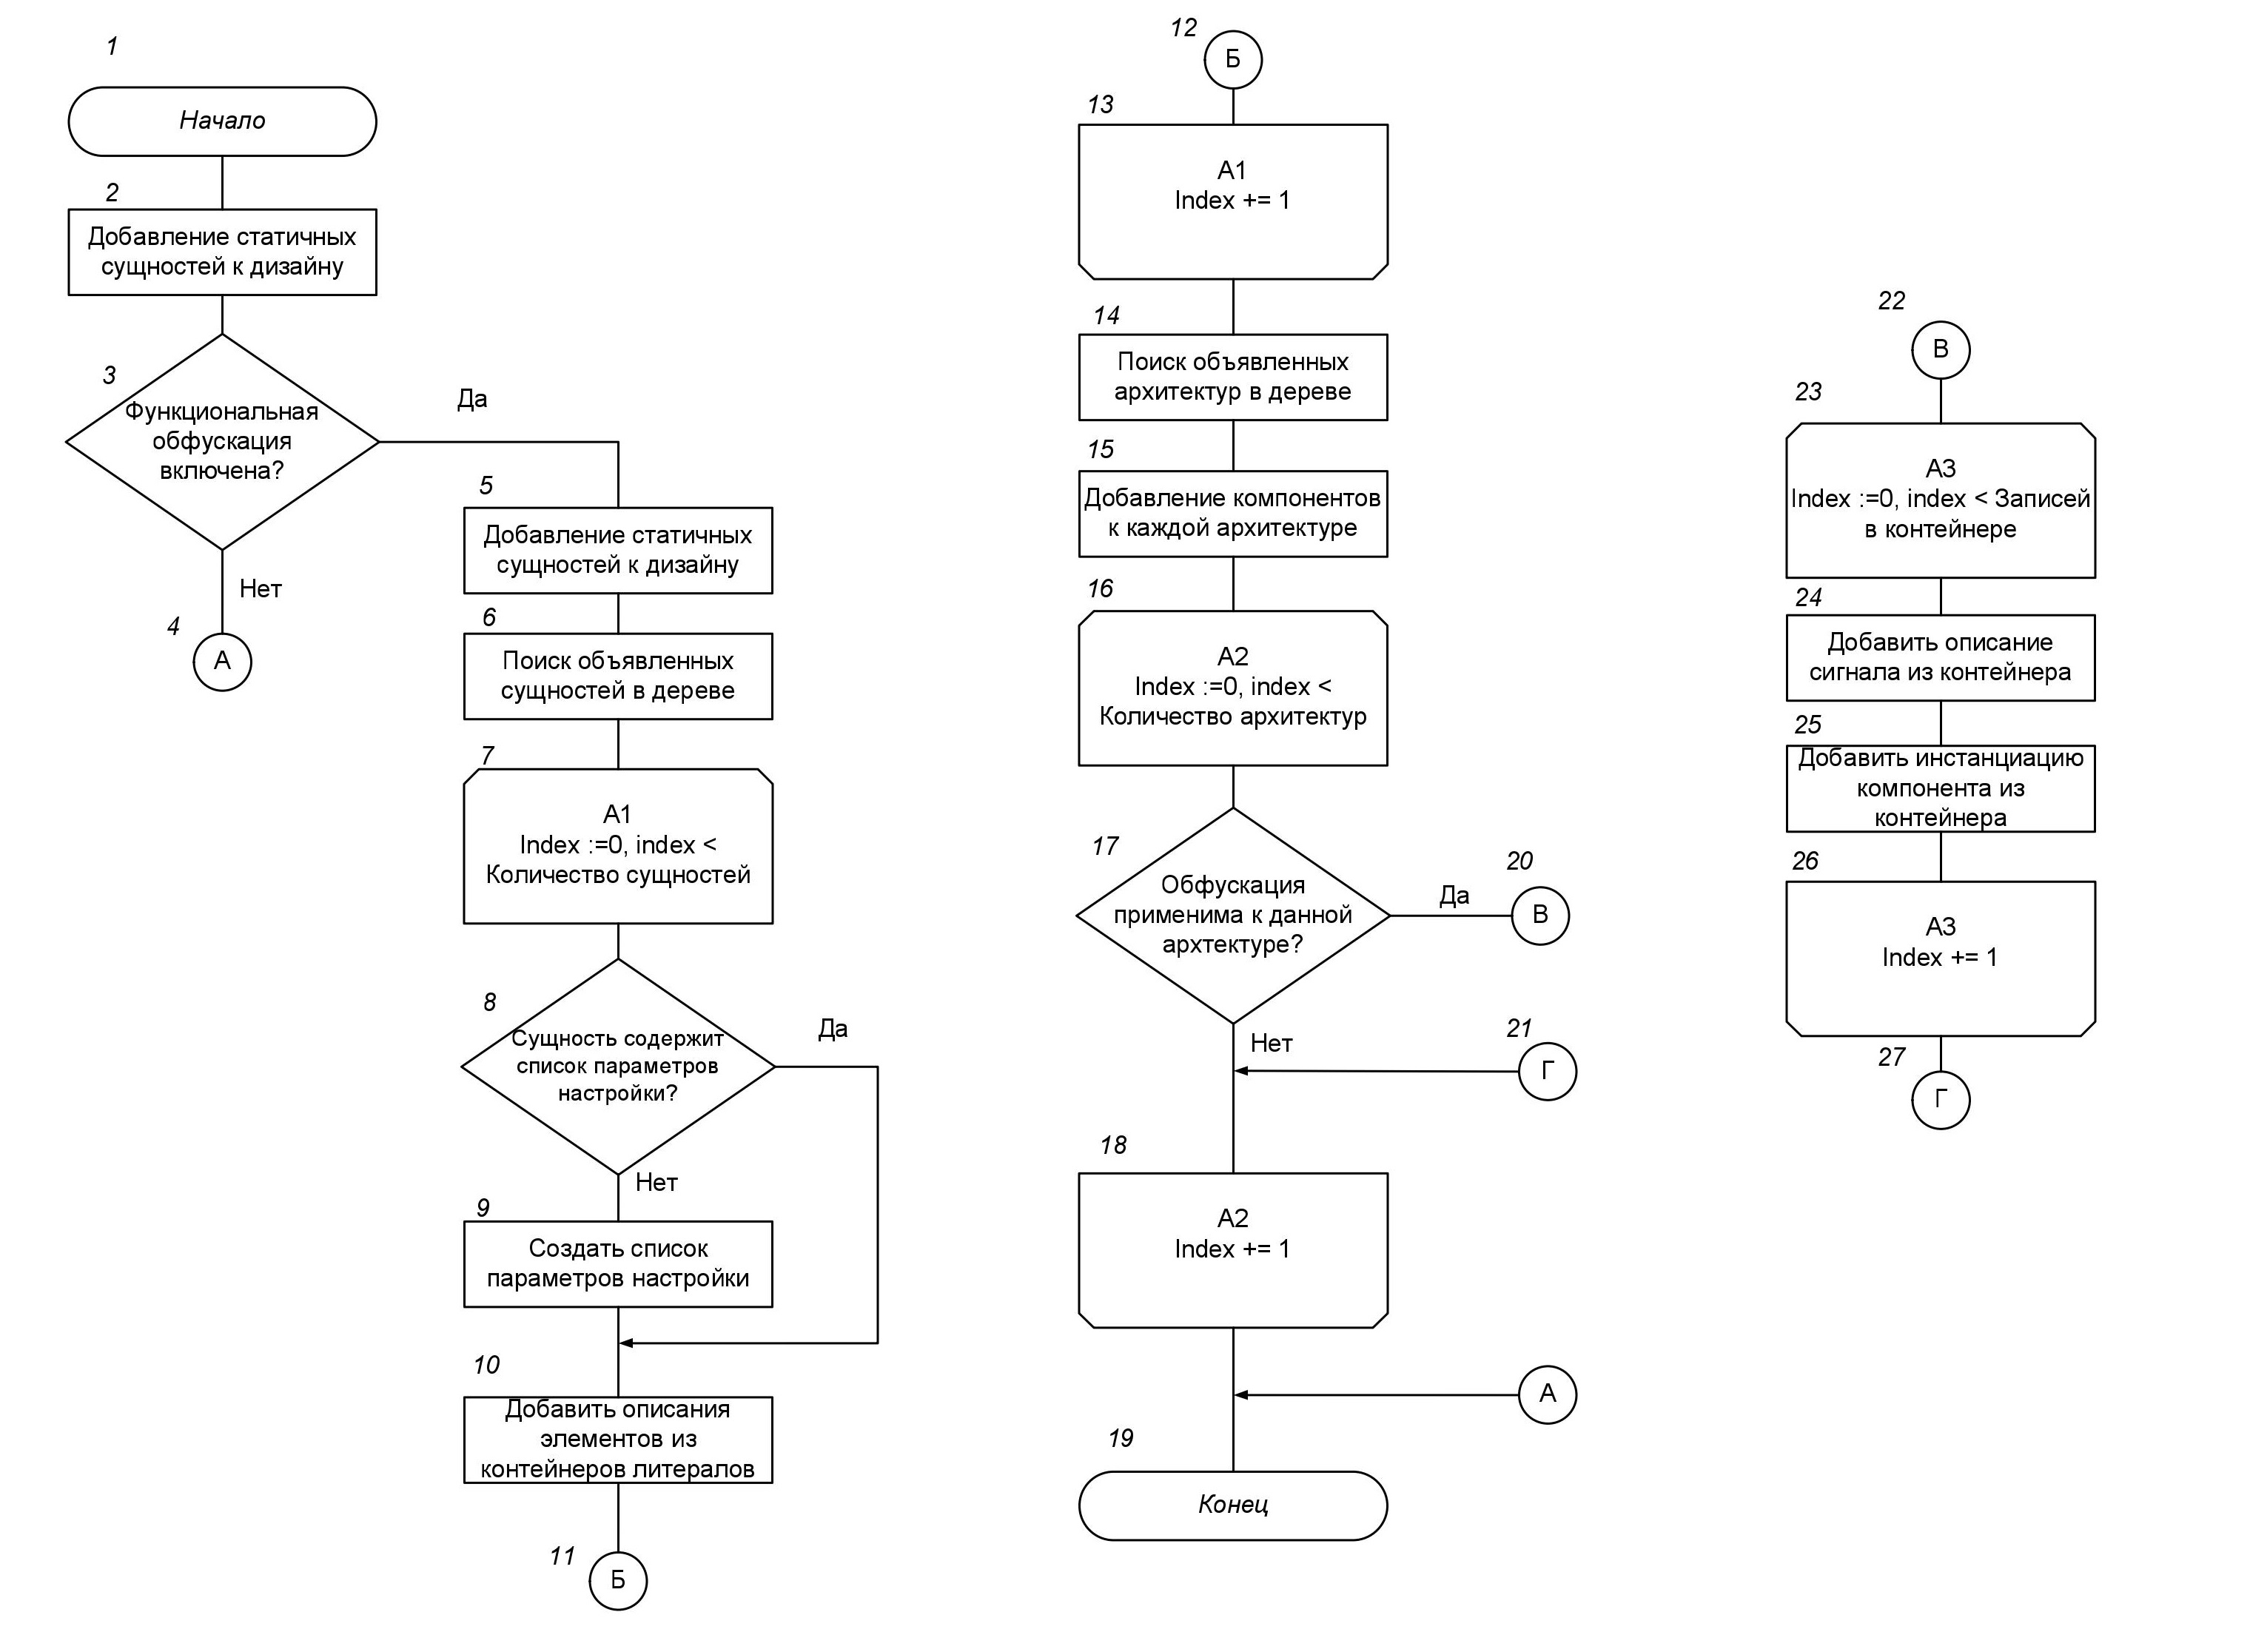 1
Начало
2
Добавление статичных
сущностей к дизайну
3
Функциональная
обфускация
включена?
Да
Нет
4
А
5
Добавление статичных
сущностей к дизайну
6
Поиск объявленных
сущностей в дереве
7
А1
Index :=0, index <
Количество сущностей
8
Сущность содержит
список параметров
настройки?
Да
Нет
9
Создать список
параметров настройки
10
Добавить описания
элементов из
контейнеров литералов
11
Б
12
Б
13
А1
Index += 1
14
Поиск объявленных
архитектур в дереве
15
Добавление компонентов
к каждой архитектуре
16
А2
Index :=0, index <
Количество архитектур
17
Обфускация
применима к данной
архтектуре?
Да
20
В
Нет
21
Г
18
А2
Index += 1
А
19
Конец
22
В
23
А3
Index :=0, index < Записей
в контейнере
24
Добавить описание
сигнала из контейнера
25
Добавить инстанциацию
компонента из
контейнера
26
А3
Index += 1
27
Г